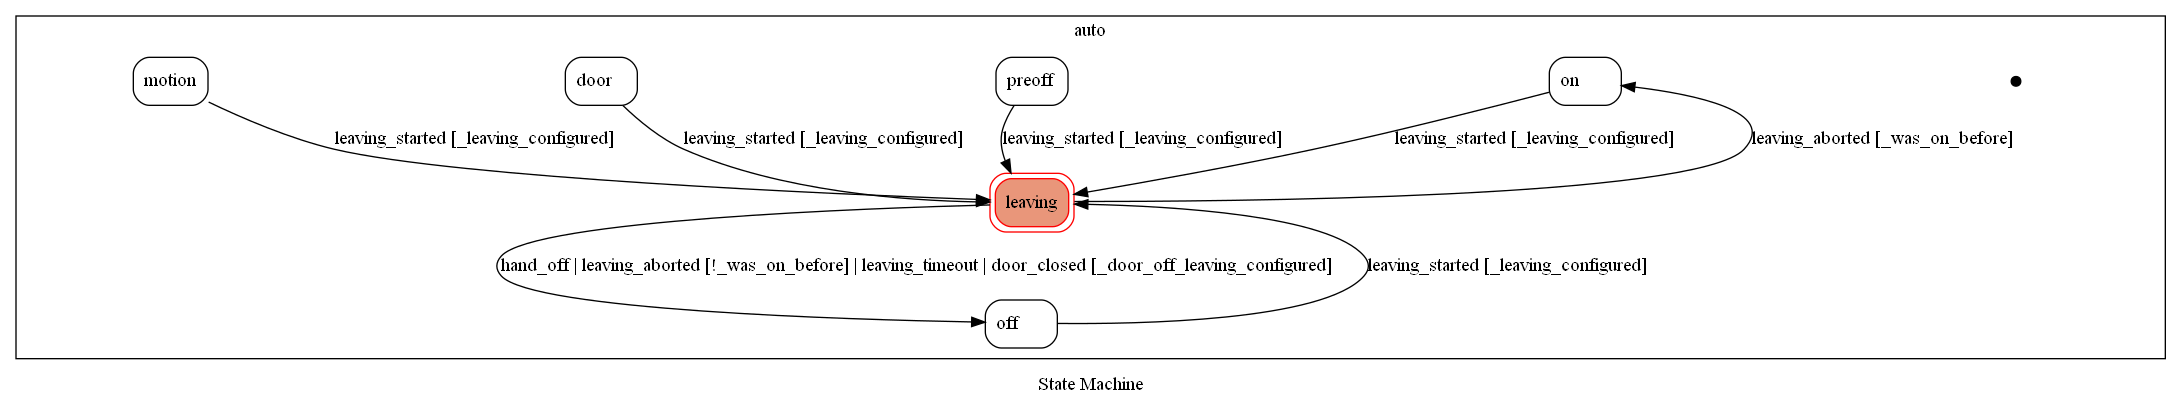 auto
motion
door
preoff
on
leaving_started [_leaving_configured]
leaving_started [_leaving_configured]
leaving_started [_leaving_configured]
leaving_started [_leaving_configured]
leaving_aborted [_was_on_before]
leaving
hand_off | leaving_aborted [!_was_on_before] | leaving_timeout | door_closed [_door_off_leaving_configured]
leaving_started [_leaving_configured]
off
State Machine